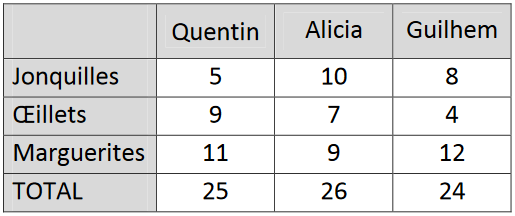 Quentin Alicia Guilhem
Jonquilles 5 10 8
Œillets 9 7 4
Marguerites 11 9 12
TOTAL 25 26 24